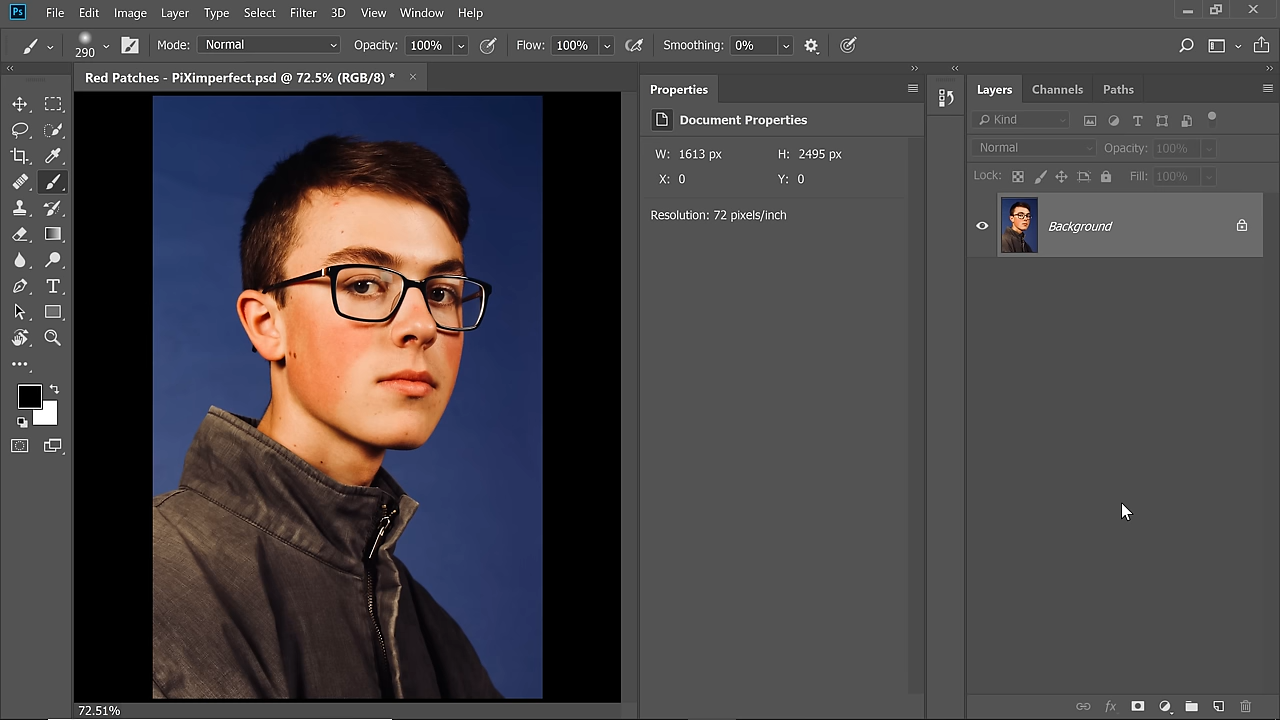 Ps File Edit Image Layer Type Select Filter 3D View Window Help
290 Mode: Normal Opacity: 100% Flow: 100% Smoothing: 0%
Red Patches - PiXimperfect.psd @ 72.5% (RGB/8) *
Properties
Document Properties
W: 1613 px H: 2495 px
X: 0 Y: 0
Resolution: 72 pixels/inch
Layers Channels Paths
Kind
Normal Opacity: 100%
Lock: Fill: 100%
Background
72.51%